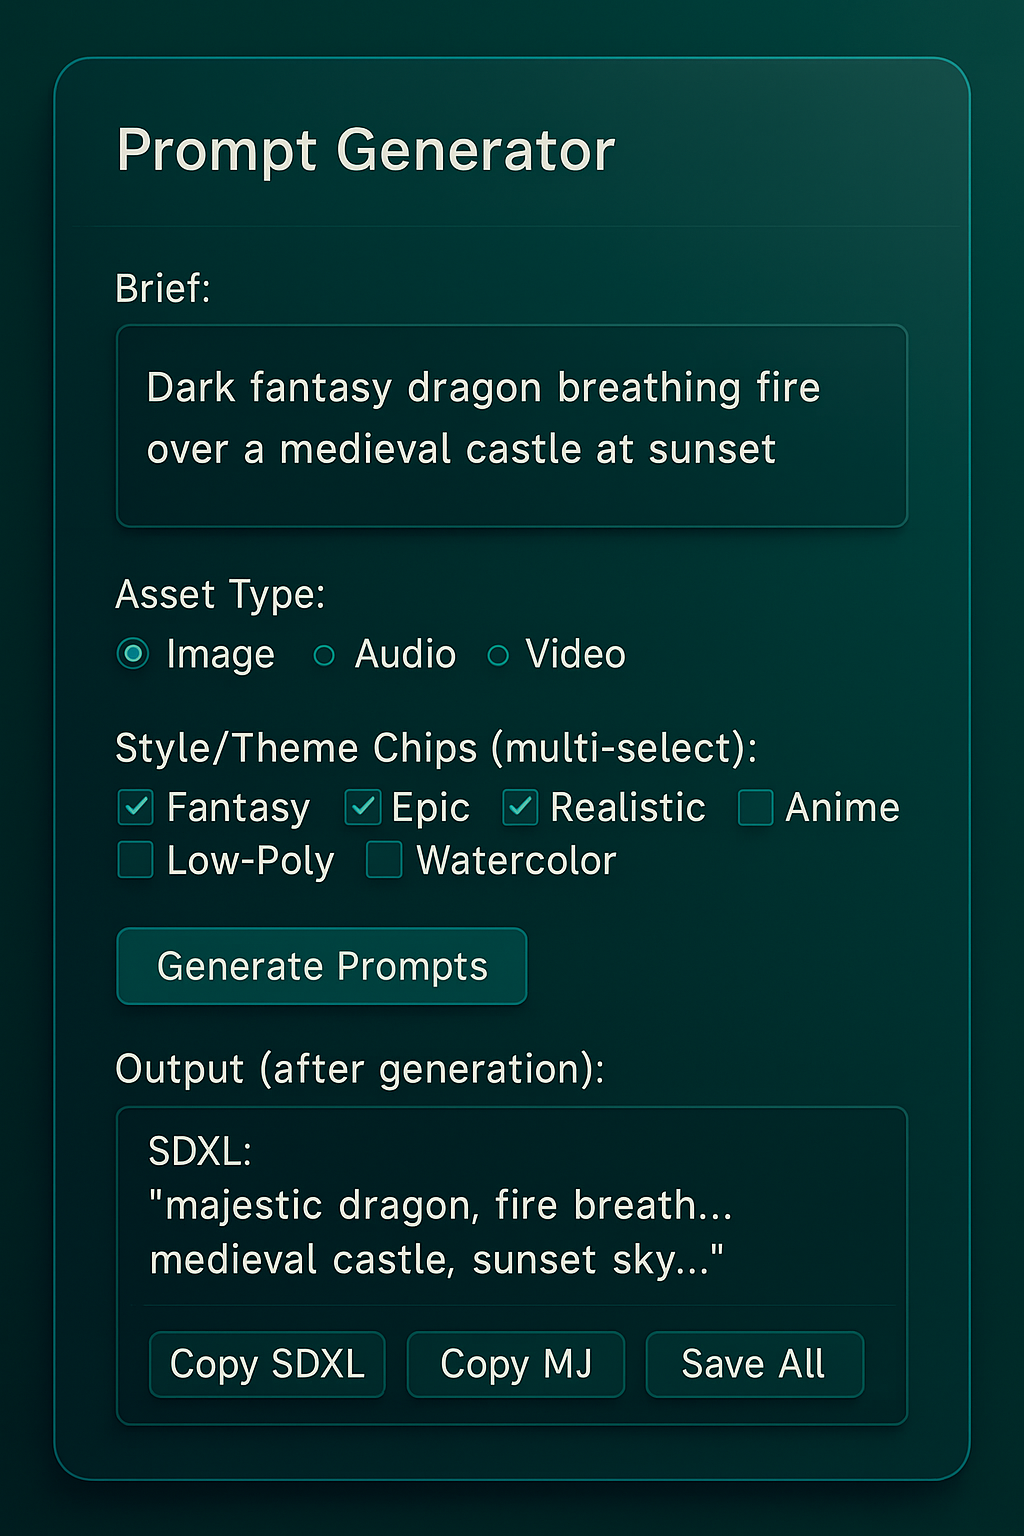 Prompt Generator
Brief:
Dark fantasy dragon breathing fire
over a medieval castle at sunset
Asset Type:
Image Audio Video
Style/Theme Chips (multi-select):
Fantasy Epic Realistic Anime
Low-Poly Watercolor
Generate Prompts
Output (after generation):
SDXL:
"majestic dragon, fire breath...
medieval castle, sunset sky..."
Copy SDXL Copy MJ Save All